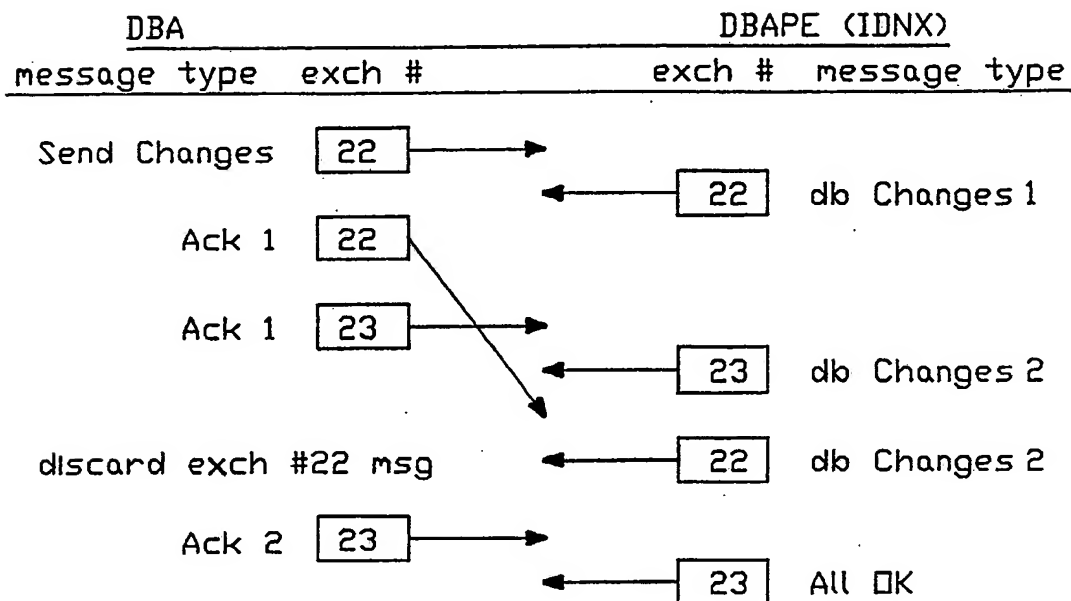 DBA DBAPE (IDNX)
message type exch # exch # message type
Send Changes 22
22 db Changes 1
Ack 1 22
Ack 1 23
23 db Changes 2
discard exch #22 msg 22 db Changes 2
Ack 2 23
23 All OK